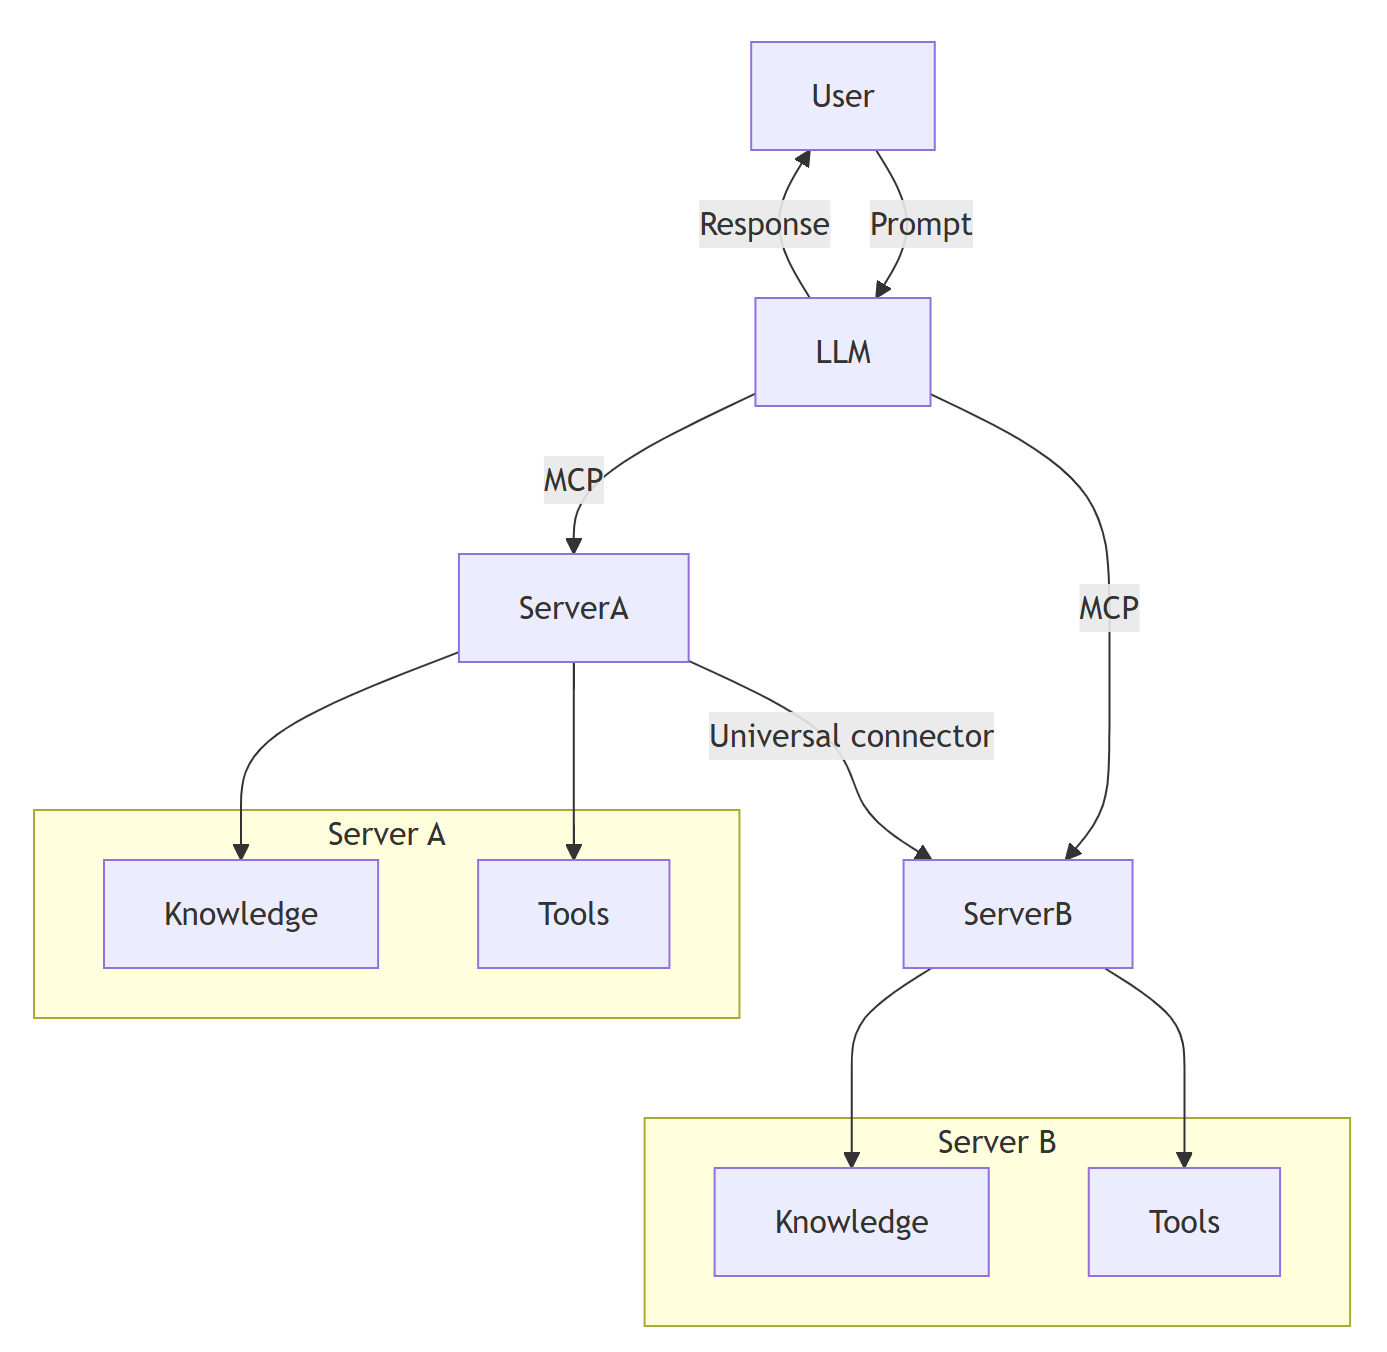 User
Response
Prompt
LLM
MCP
ServerA
MCP
Universal connector
Server A
Knowledge
Tools
ServerB
Server B
Knowledge
Tools